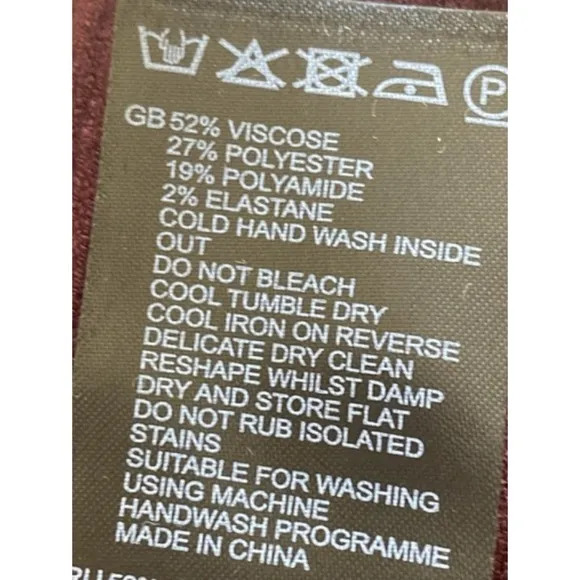 P
GB 52% VISCOSE
27% POLYESTER
19% POLYAMIDE
2% ELASTANE
COLD HAND WASH INSIDE
OUT
DO NOT BLEACH
COOL TUMBLE DRY
COOL IRON ON REVERSE
DELICATE DRY CLEAN
RESHAPE WHILST DAMP
DRY AND STORE FLAT
DO NOT RUB ISOLATED
STAINS
SUITABLE FOR WASHING
USING MACHINE
HANDWASH PROGRAMME
MADE IN CHINA